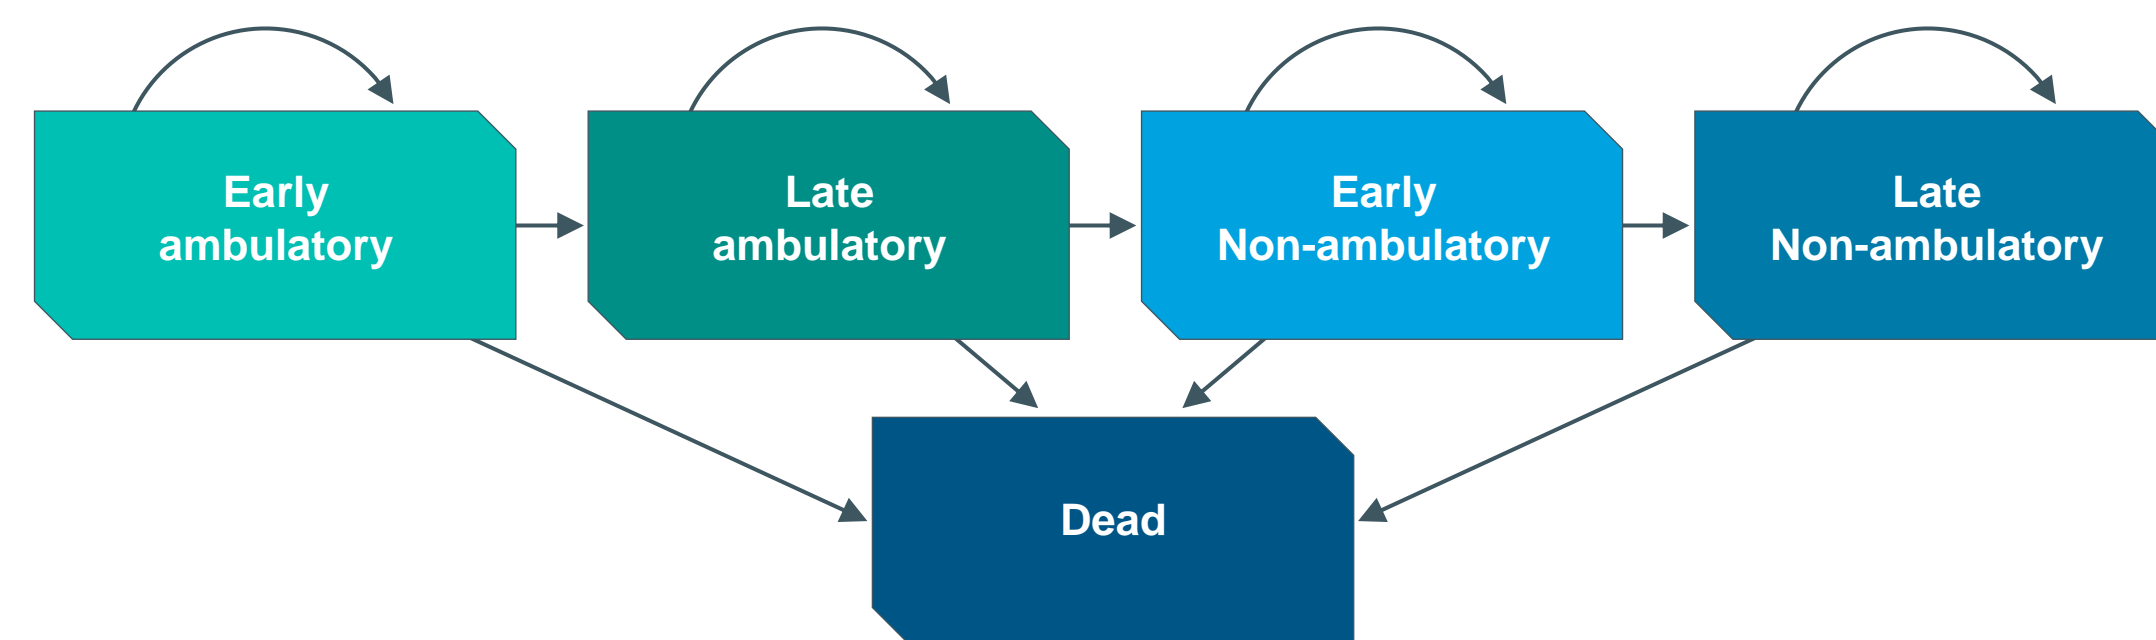 Early
ambulatory
Late
ambulatory
Early
Non-ambulatory
Late
Non-ambulatory
Dead